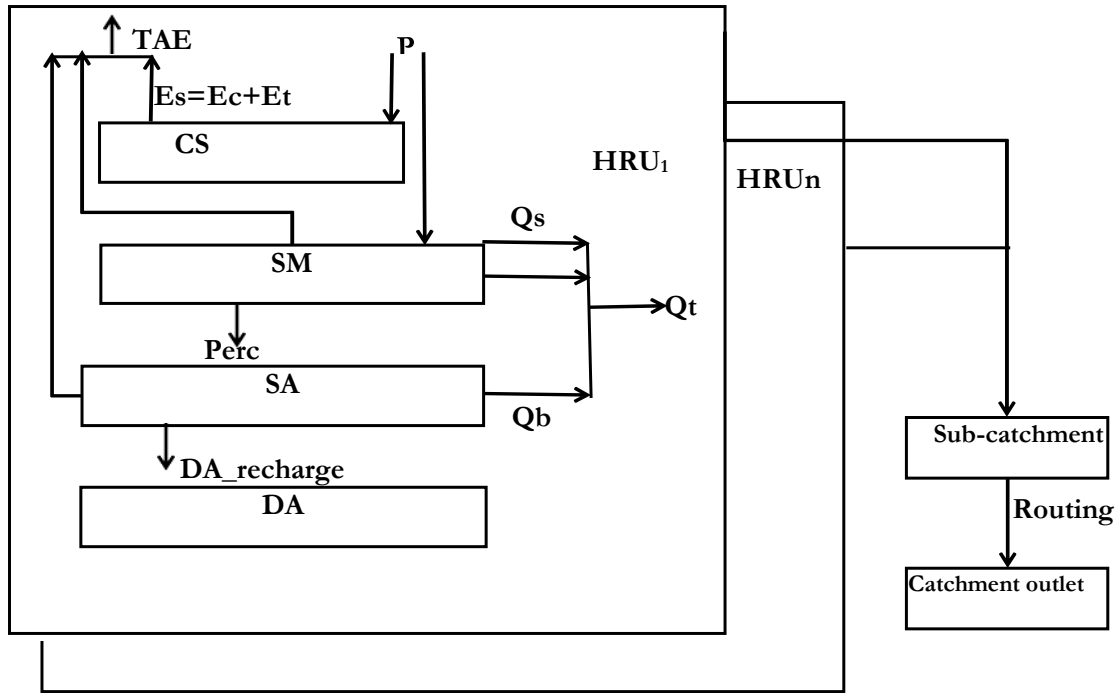 TAE
P
Es=Ec+Et
CS
HRU₁
HRUn
Qs
SM
Qt
Perc
SA
Qb
Sub-catchment
DA_recharge
DA
Routing
Catchment outlet